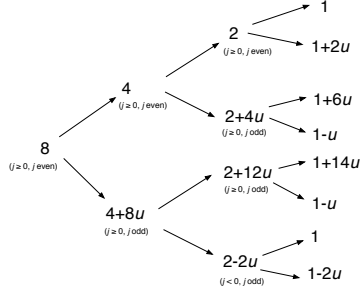 1
2
(j ≥ 0, j even)
1+2u
4
(j ≥ 0, j even)
1+6u
2+4u
(j ≥ 0, j odd)
1-u
8
(j ≥ 0, j even)
1+14u
2+12u
(j ≥ 0, j odd)
1-u
4+8u
(j ≥ 0, j odd)
1
2-2u
(j < 0, j odd)
1-2u